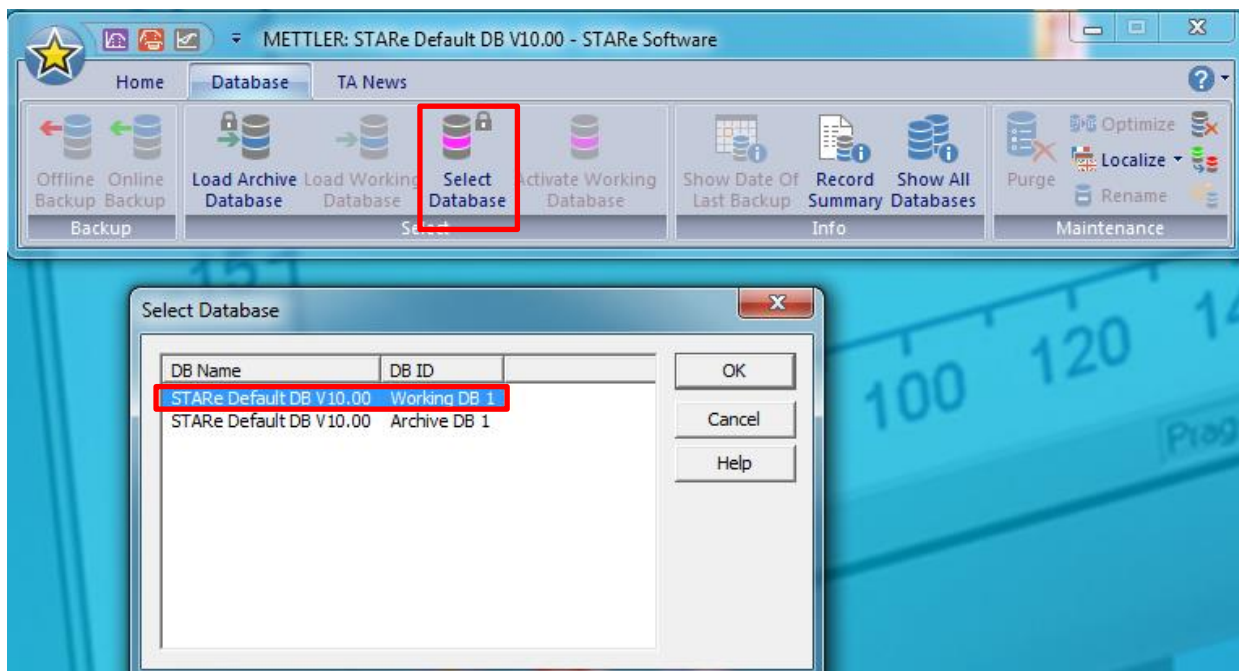 METTLER: STARe Default DB V10.00 - STARe Software
Home Database TA News
Offline Backup
Online Backup
Load Archive Database
Load Working Database
Select Database
Activate Working Database
Show Date Of Last Backup
Record Summary
Show All Databases
Purge
Optimize
Localize
Rename
Backup Select Info Maintenance
151
100 120 14
Select Database
DB Name DB ID
STARe Default DB V10.00 Working DB 1
STARe Default DB V10.00 Archive DB 1
OK
Cancel
Help